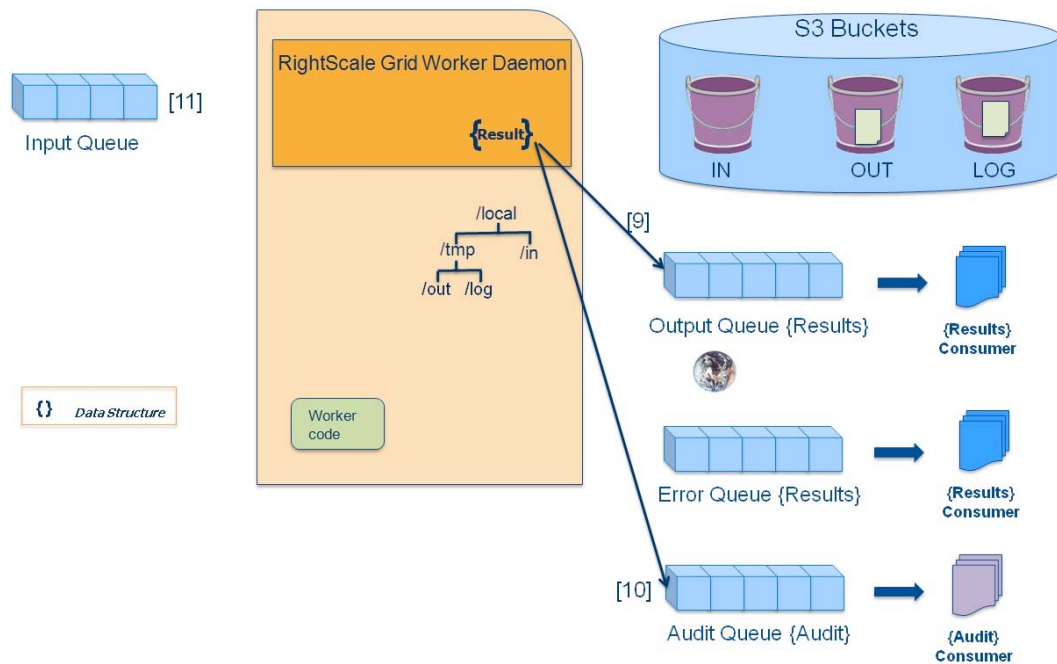 S3 Buckets
RightScale Grid Worker Daemon
[11]
Input Queue
{Result}
IN
OUT
LOG
/local
[9]
/tmp
/in
/out
/log
Output Queue {Results}
{Results}
Consumer
{} Data Structure
Worker
code
Error Queue {Results}
{Results}
Consumer
[10]
Audit Queue {Audit}
{Audit}
Consumer